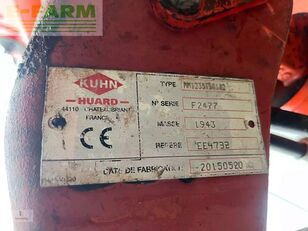 E-FARM
KUHN
- HUARD -
44110 - CHATEAUBRIANT
FRANCE
CE
TYPE
N° SERIE F2477
MASSE 1943
REPERE EE4732
DATE DE FABRICATION -20150520